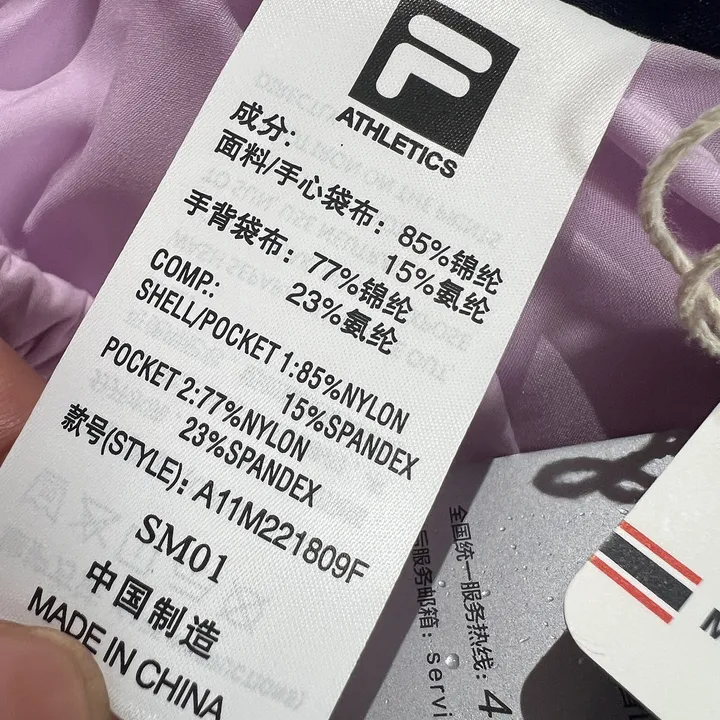 F
ATHLETICS
成分:
面料/手心袋布: 85%锦纶
15%氨纶
手背袋布: 77%锦纶
23%氨纶
COMP.:
SHELL/POCKET 1:85%NYLON
15%SPANDEX
POCKET 2:77%NYLON
23%SPANDEX
款号(STYLE): A11M221809F
SM01
中国制造
MADE IN CHINA
全国统一服务热线: 4
服务邮箱: servi
M